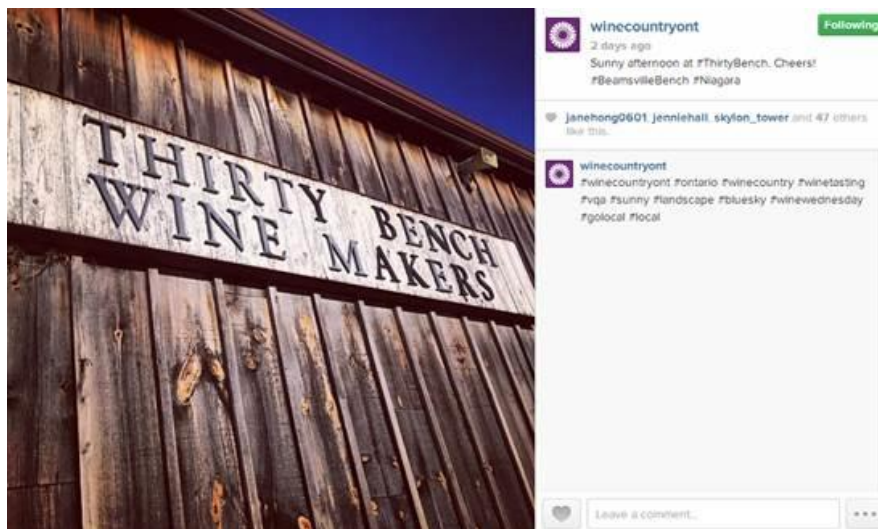 THIRTY BENCH
WINE MAKERS
winecountryont
Following
2 days ago
Sunny afternoon at #ThirtyBench. Cheers!
#BeamsvilleBench #Niagara
janehong0601, jenniehall, skylon_tower and 47 others
like this.
winecountryont
#winecountryont #ontario #winecountry #winetasting
#vqa #sunny #landscape #bluesky #winewednesday
#golocal #local
Leave a comment...